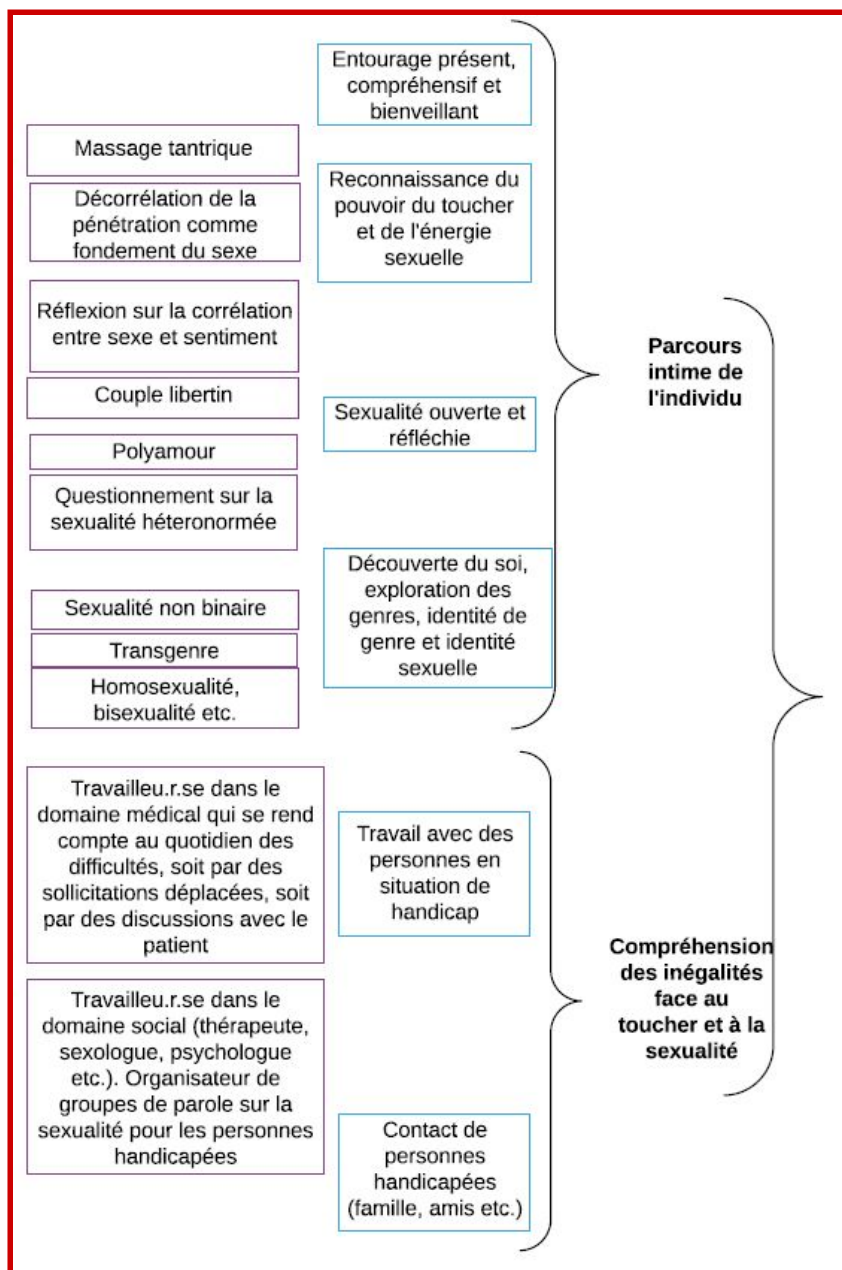 Entourage présent,
compréhensif et
bienveillant
Massage tantrique
Décorrélation de la
pénétration comme
fondement du sexe
Reconnaissance du
pouvoir du toucher
et de l'énergie
sexuelle
Réflexion sur la corrélation
entre sexe et sentiment
Couple libertin
Polyamour
Questionnement sur la
sexualité héteronormée
Sexualité ouverte et
réfléchie
Sexualité non binaire
Transgenre
Homosexualité,
bisexualité etc.
Découverte du soi,
exploration des
genres, identité de
genre et identité
sexuelle
Parcours
intime de
l'individu
Travailleu.r.se dans le
domaine médical qui se rend
compte au quotidien des
difficultés, soit par des
sollicitations déplacées, soit
par des discussions avec le
patient
Travail avec des
personnes en
situation de
handicap
Travailleu.r.se dans le
domaine social (thérapeute,
sexologue, psychologue
etc.). Organisateur de
groupes de parole sur la
sexualité pour les personnes
handicapées
Contact de
personnes
handicapées
(famille, amis etc.)
Compréhension
des inégalités
face au
toucher et à la
sexualité